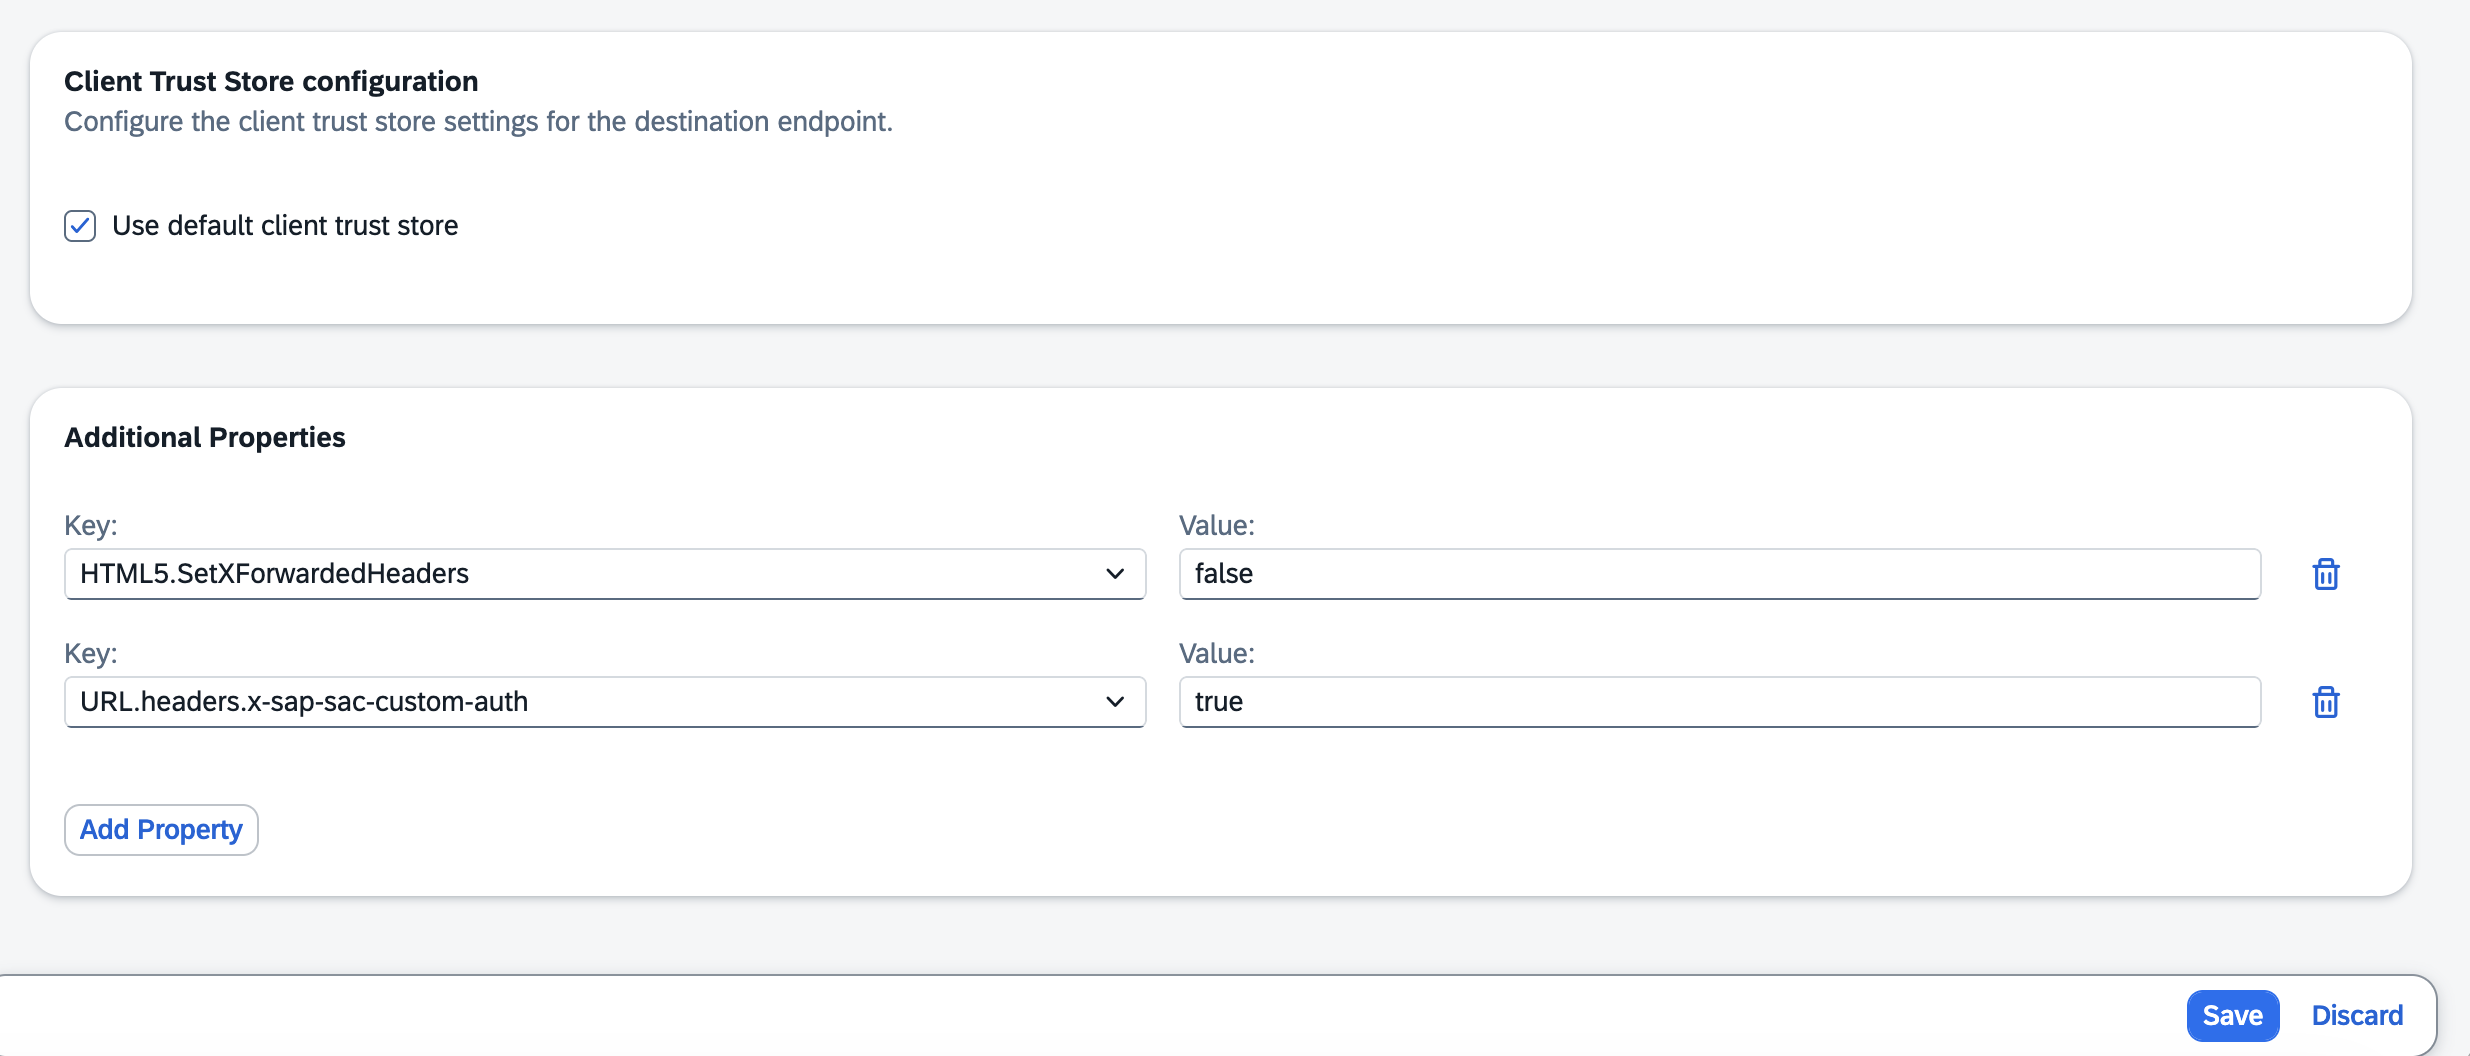 Client Trust Store configuration
Configure the client trust store settings for the destination endpoint.
Use default client trust store
Additional Properties
Key:
Value:
HTML5.SetXForwardedHeaders
false
Key:
Value:
URL.headers.x-sap-sac-custom-auth
true
Add Property
Save
Discard